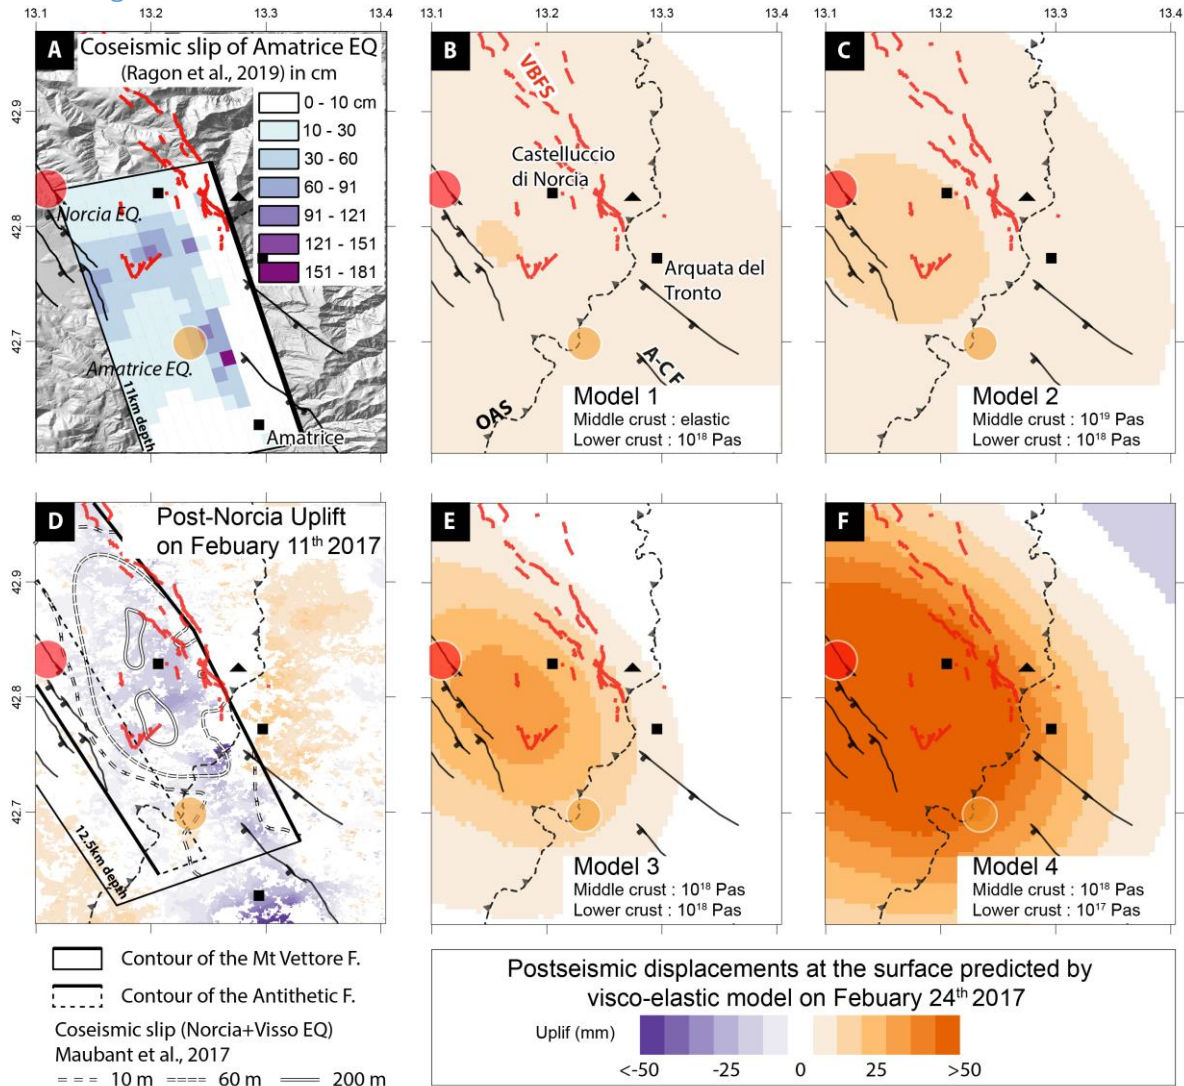 13.1 13.2 13.3 13.4
13.2 13.3
13.2 13.3 13.4
42.9
42.8
42.7
A
Coseismic slip of Amatrice EQ
(Ragon et al., 2019) in cm
0 - 10 cm
10 - 30
30 - 60
60 - 91
91 - 121
121 - 151
151 - 181
Norcia EQ.
Amatrice EQ.
11km depth
Amatrice
B
VBFS
Castelluccio
di Norcia
Arquata del
Tronto
A-C F
OAS
Model 1
Middle crust : elastic
Lower crust : 10¹⁸ Pas
C
Model 2
Middle crust : 10¹⁹ Pas
Lower crust : 10¹⁸ Pas
D
Post-Norcia Uplift
on Febuary 11th 2017
42.9
42.8
42.7
12.5km depth
E
Model 3
Middle crust : 10¹⁸ Pas
Lower crust : 10¹⁸ Pas
F
Model 4
Middle crust : 10¹⁸ Pas
Lower crust : 10¹⁷ Pas
Contour of the Mt Vettore F.
Contour of the Antithetic F.
Coseismic slip (Norcia+Visso EQ)
Maubant et al., 2017
10 m 60 m 200 m
Postseismic displacements at the surface predicted by
visco-elastic model on Febuary 24th 2017
Uplif (mm)
<-50 -25 0 25 >50